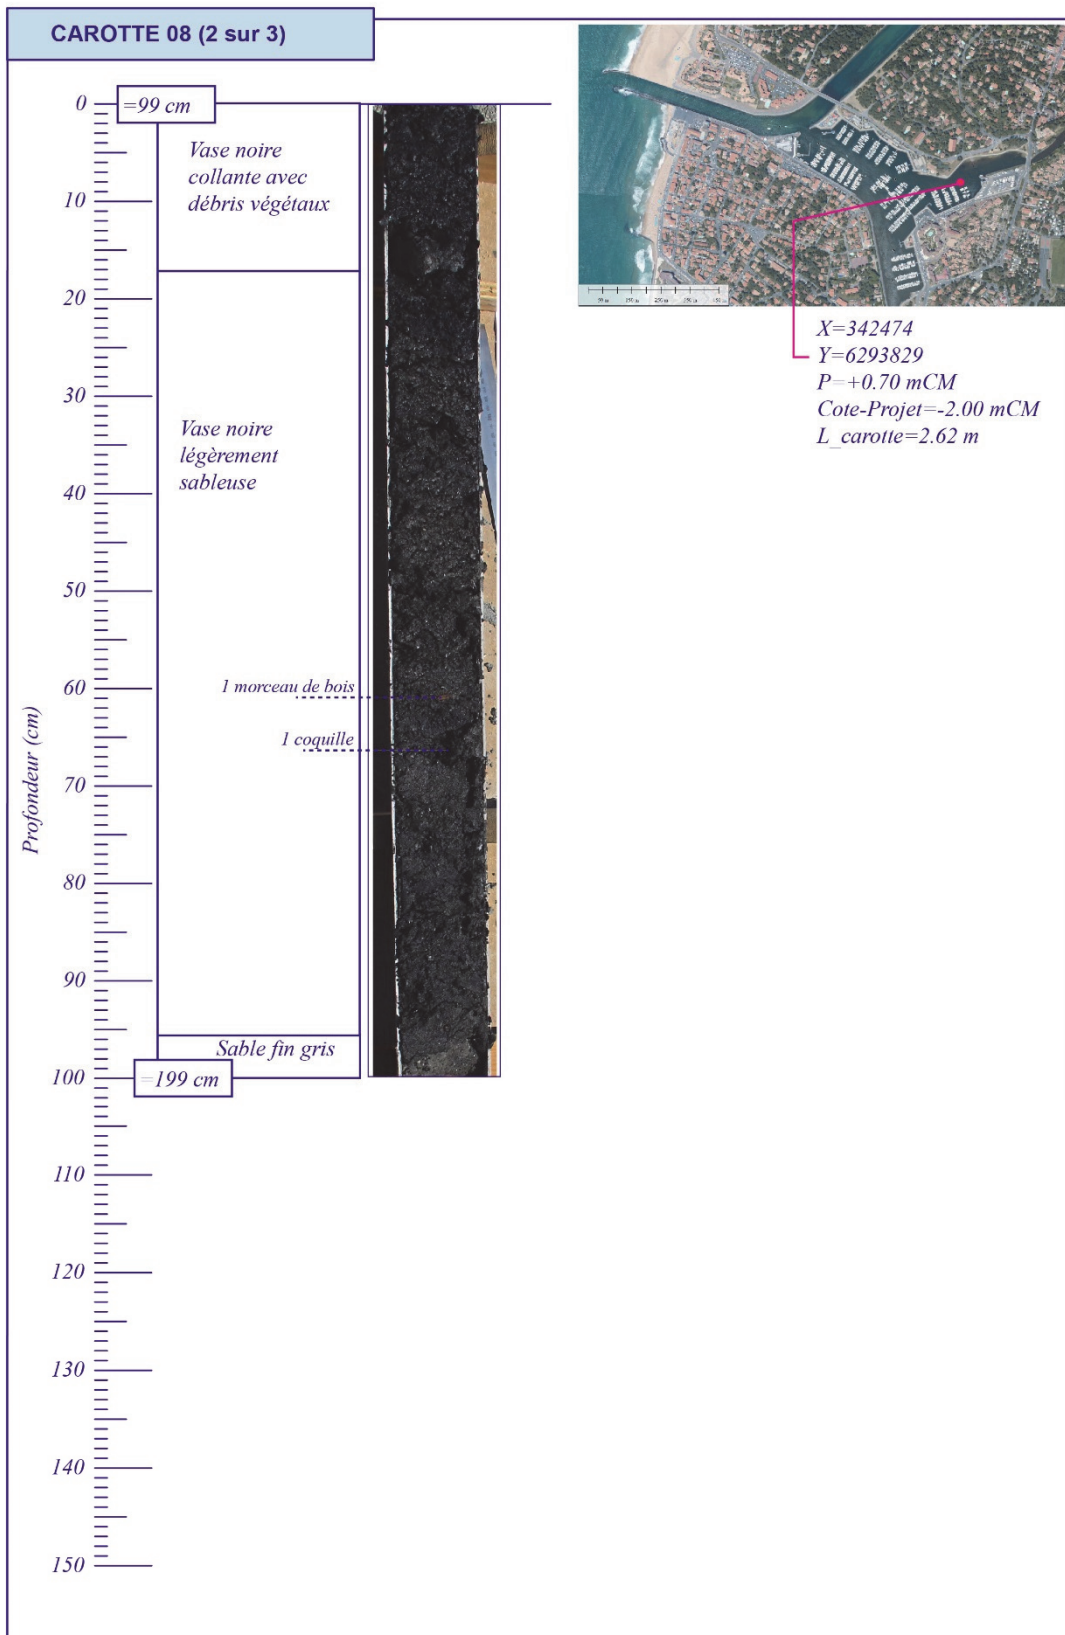 CAROTTE 08 (2 sur 3)
0
=99 cm
Vase noire
collante avec
débris végétaux
10
20
30
Vase noire
légèrement
sableuse
40
50
60
1 morceau de bois
1 coquille
70
Profondeur (cm)
80
90
Sable fin gris
100
=199 cm
110
120
130
140
150
X=342474
Y=6293829
P=+0.70 mCM
Cote-Projet=-2.00 mCM
L_carotte=2.62 m